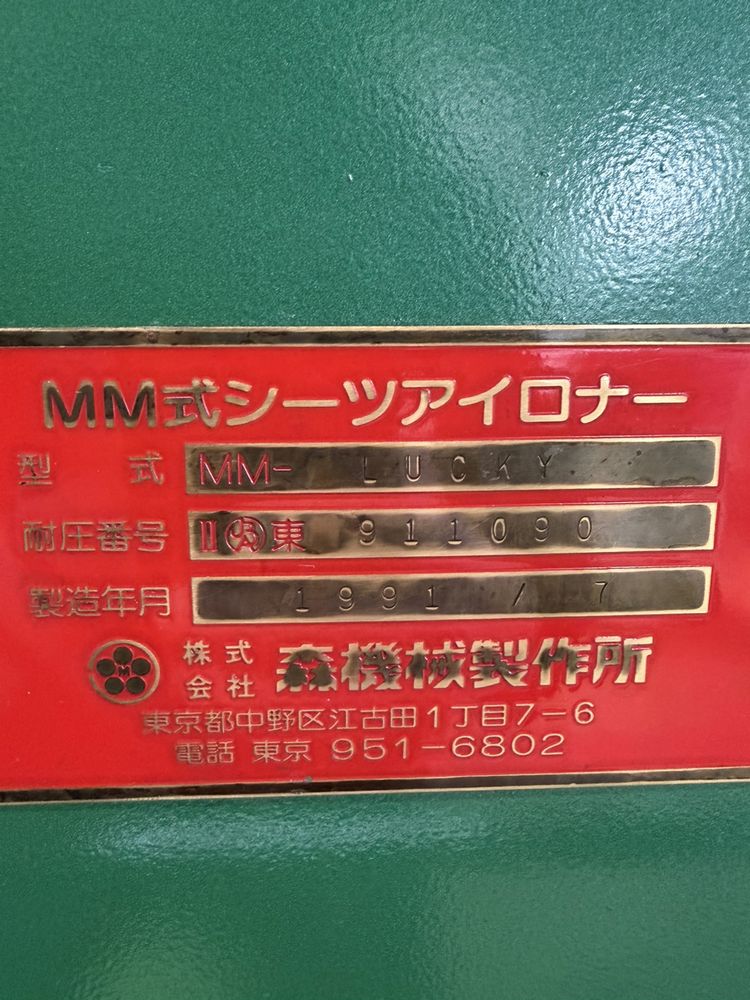 MM式シーツアイロナー
型式 MM- LUCKY
耐圧番号 II 東 911090
製造年月 1991 / 7
M 株式会社 森機械製作所
東京都中野区江古田1丁目7-6
電話 東京 951-6802